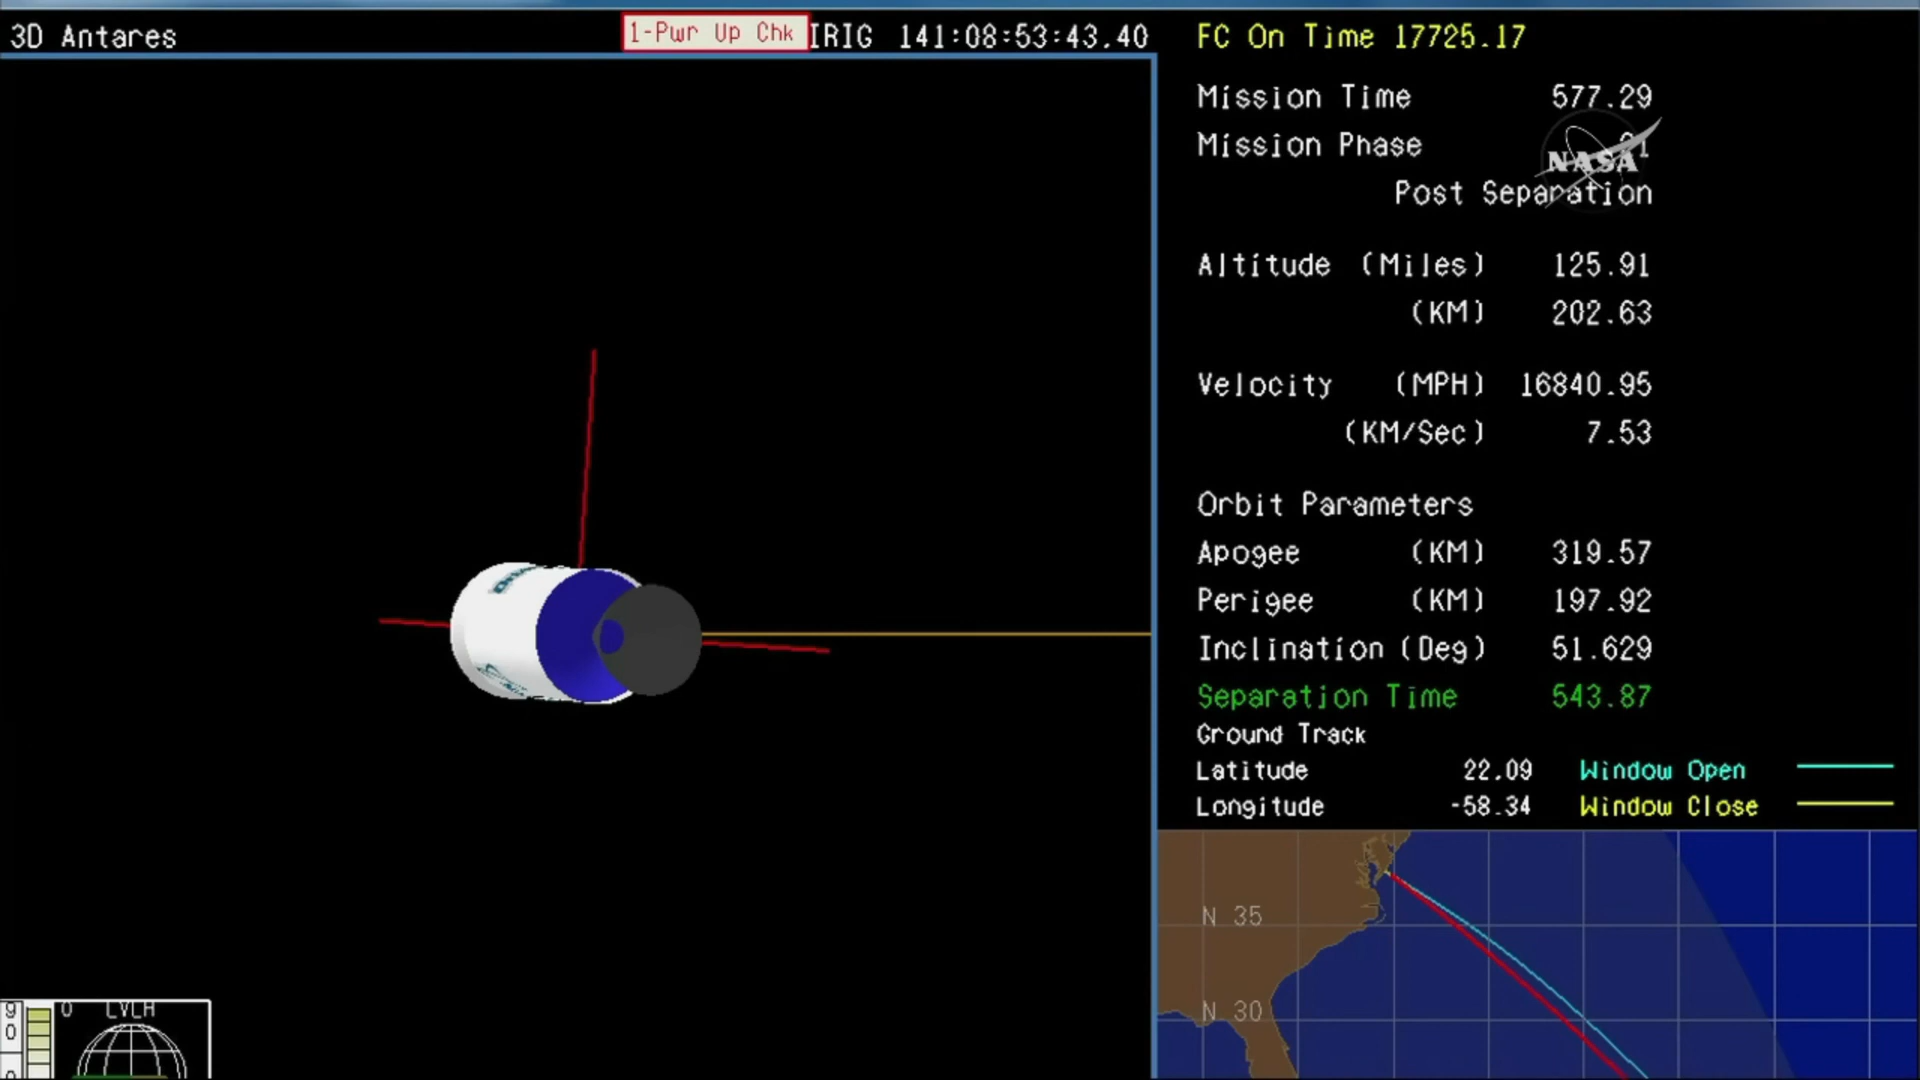 3D Antares
1-Pwr Up Chk
IRIG 141:08:53:43.40
FC On Time 17725.17
Mission Time 577.29
Mission Phase
NASA
Post Separation
Altitude (Miles) 125.91
(KM) 202.63
Velocity (MPH) 16840.95
(KM/Sec) 7.53
Orbit Parameters
Apogee (KM) 319.57
Perigee (KM) 197.92
Inclination (Deg) 51.629
Separation Time 543.87
Ground Track
Latitude 22.09 Window Open
Longitude -58.34 Window Close
N 35
N 30
0 LVLH
90